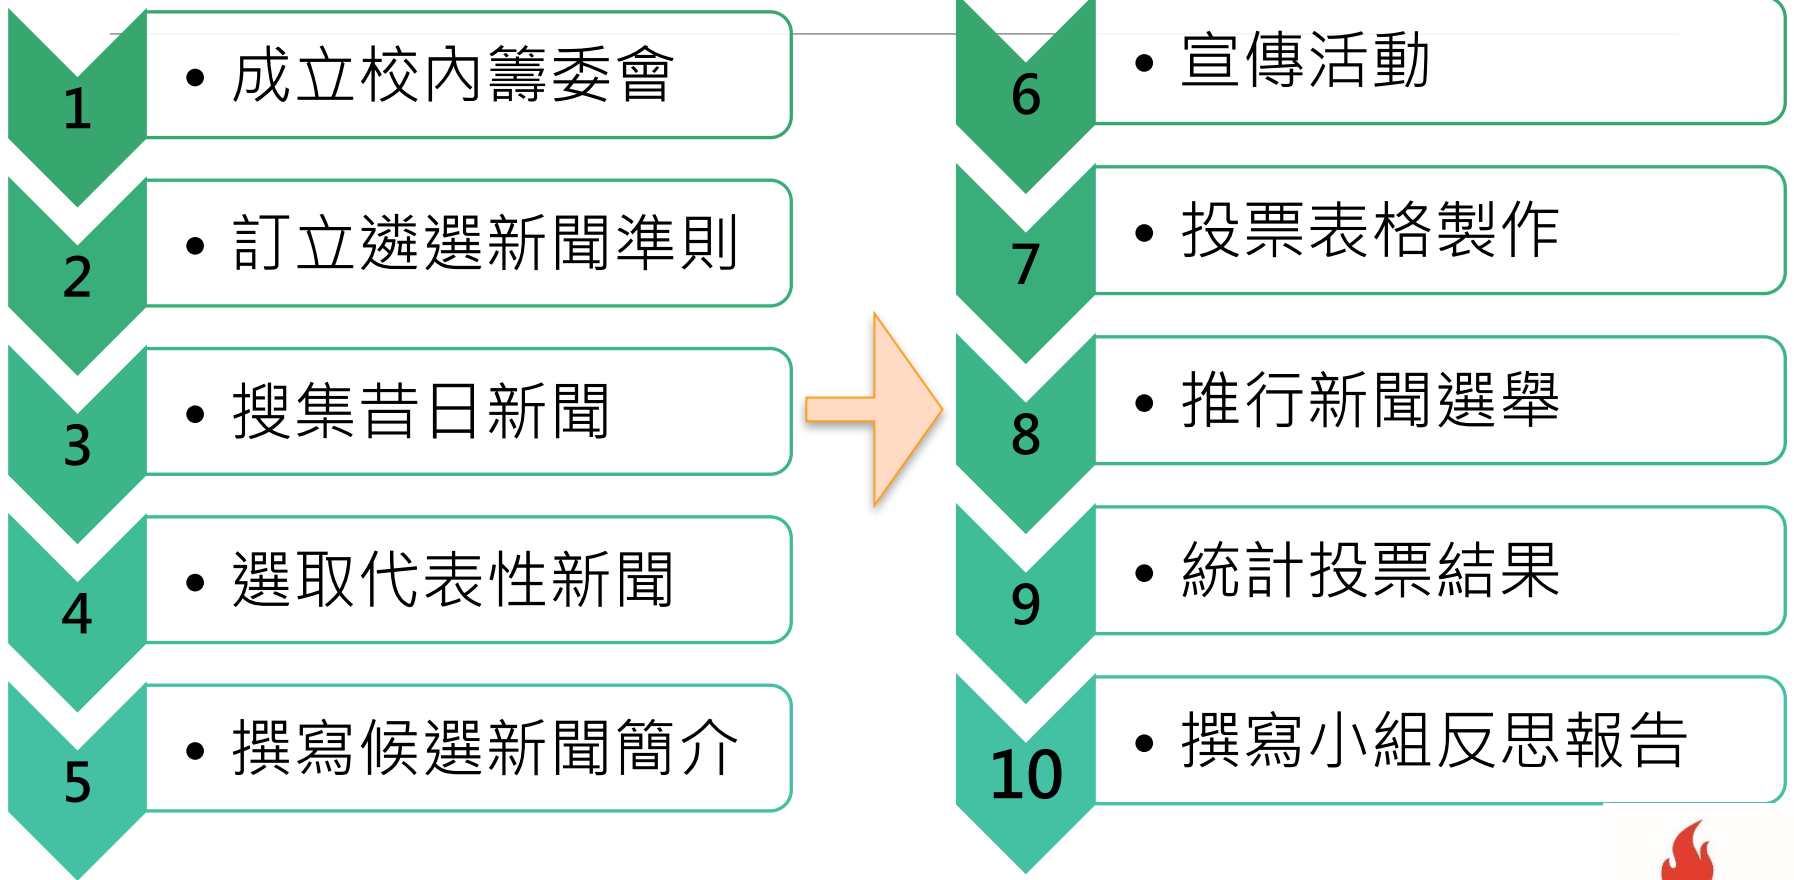 1
• 成立校內籌委會
2
• 訂立遴選新聞準則
3
• 搜集昔日新聞
4
• 選取代表性新聞
5
• 撰寫候選新聞簡介
6
• 宣傳活動
7
• 投票表格製作
8
• 推行新聞選舉
9
• 統計投票結果
10
• 撰寫小組反思報告